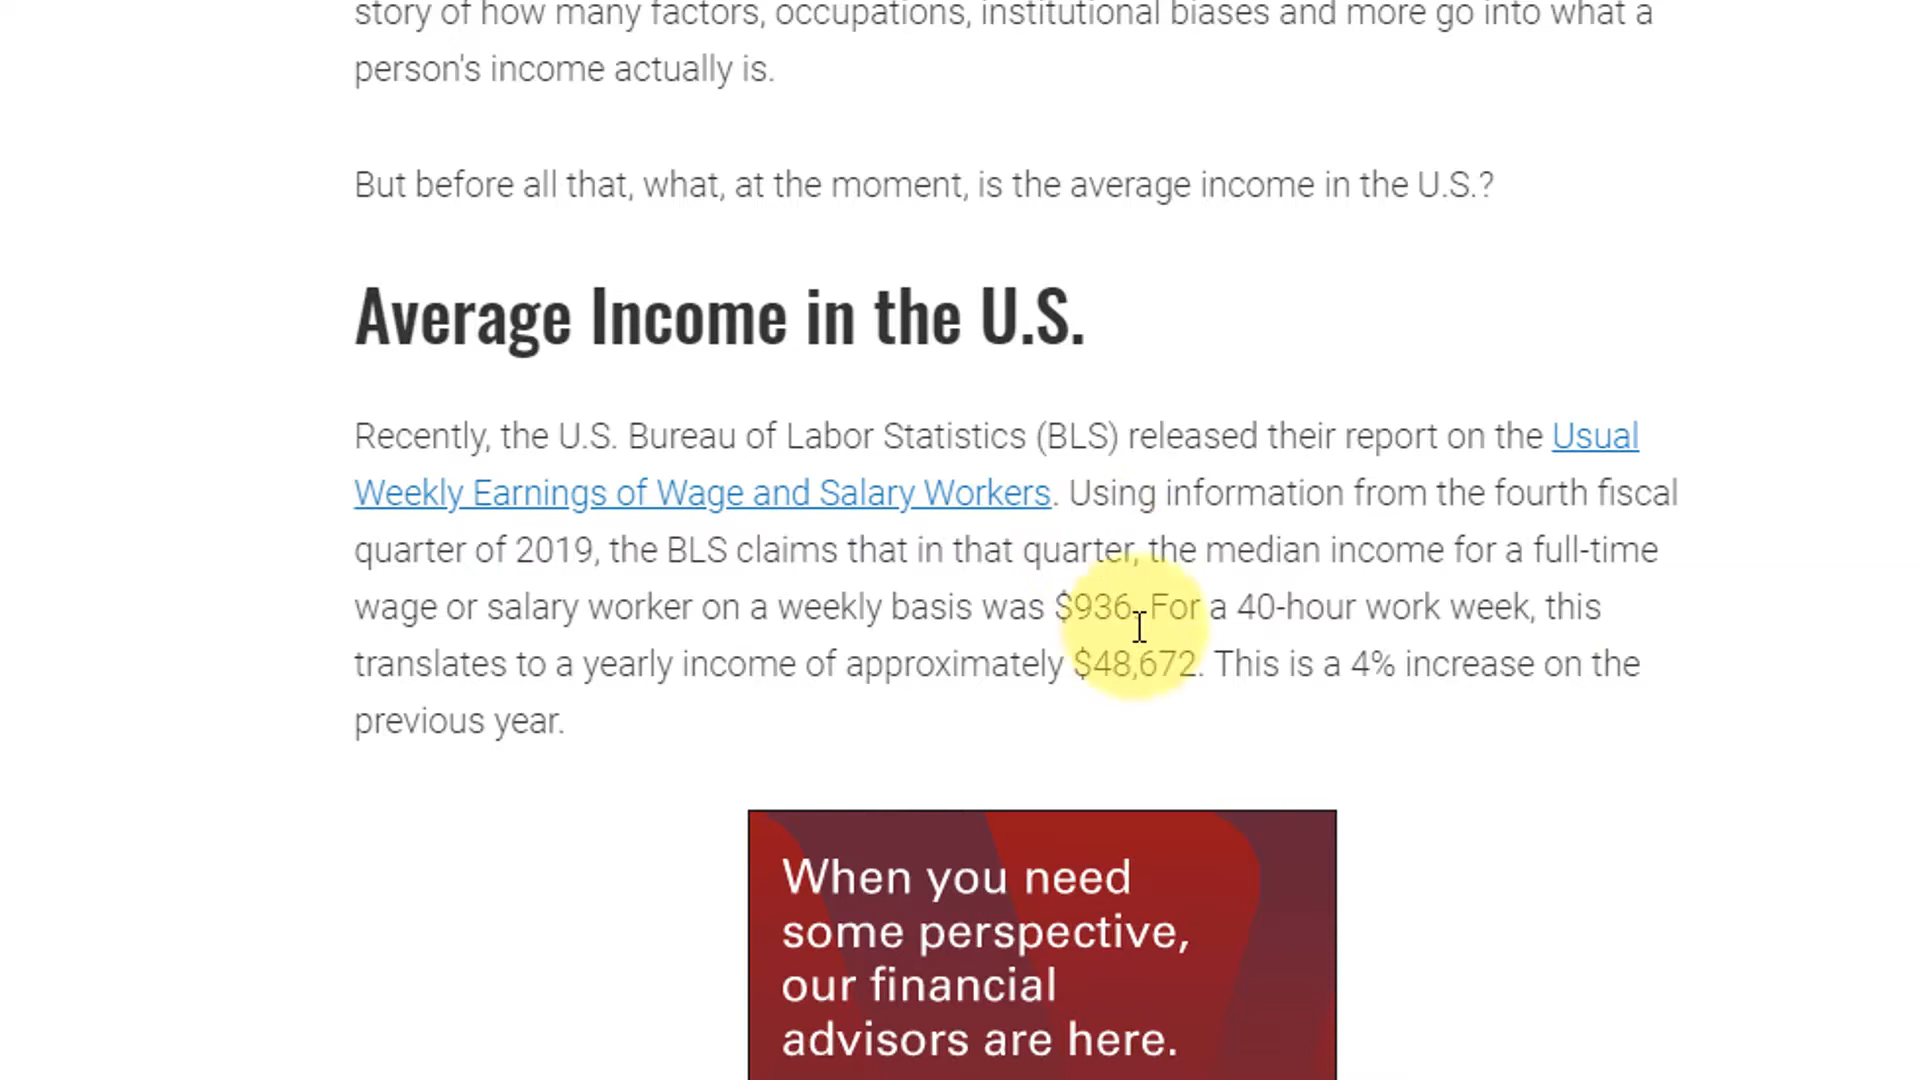 story of how many factors, occupations, institutional biases and more go into what a
person's income actually is.
But before all that, what, at the moment, is the average income in the U.S.?
Average Income in the U.S.
Recently, the U.S. Bureau of Labor Statistics (BLS) released their report on the Usual
Weekly Earnings of Wage and Salary Workers. Using information from the fourth fiscal
quarter of 2019, the BLS claims that in that quarter, the median income for a full-time
wage or salary worker on a weekly basis was $936. For a 40-hour work week, this
translates to a yearly income of approximately $48,672. This is a 4% increase on the
previous year.
When you need
some perspective,
our financial
advisors are here.